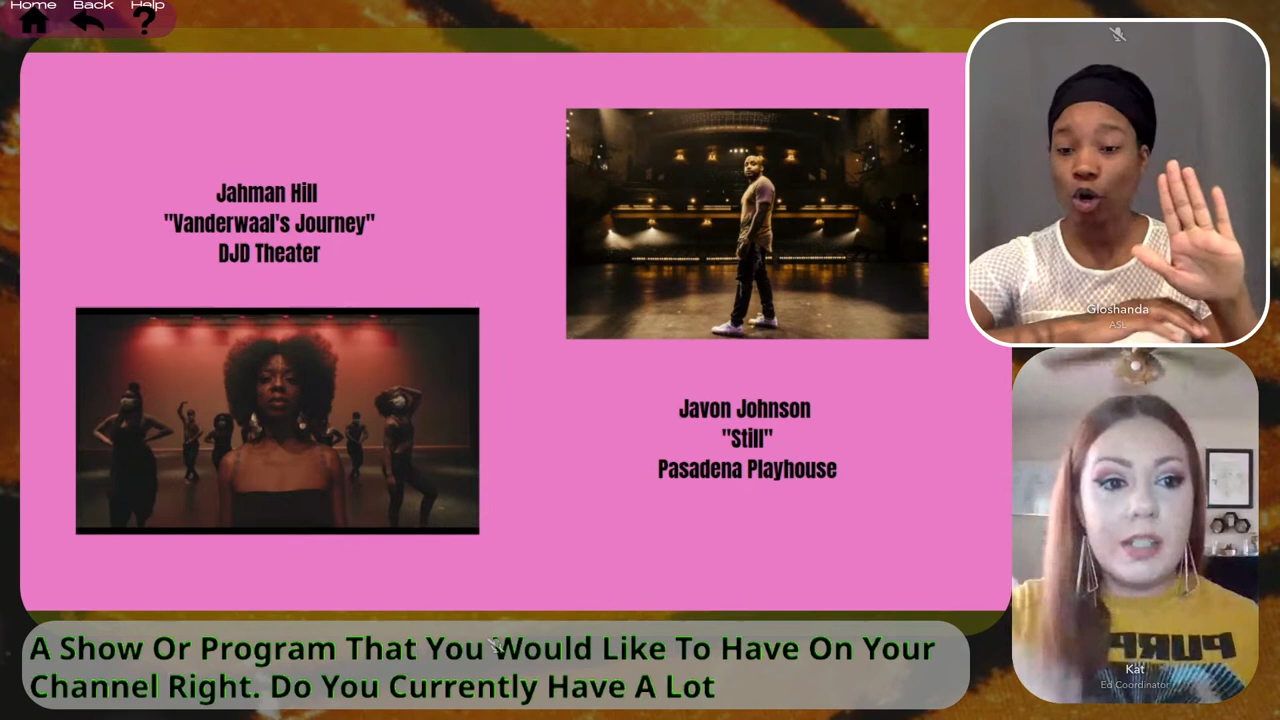 Home Back Help
Jahman Hill
"Vanderwaal's Journey"
DJD Theater
Javon Johnson
"Still"
Pasadena Playhouse
Gloshanda
ASL
PURP
Kat
Ed Coordinator
A Show Or Program That You Would Like To Have On Your
Channel Right. Do You Currently Have A Lot